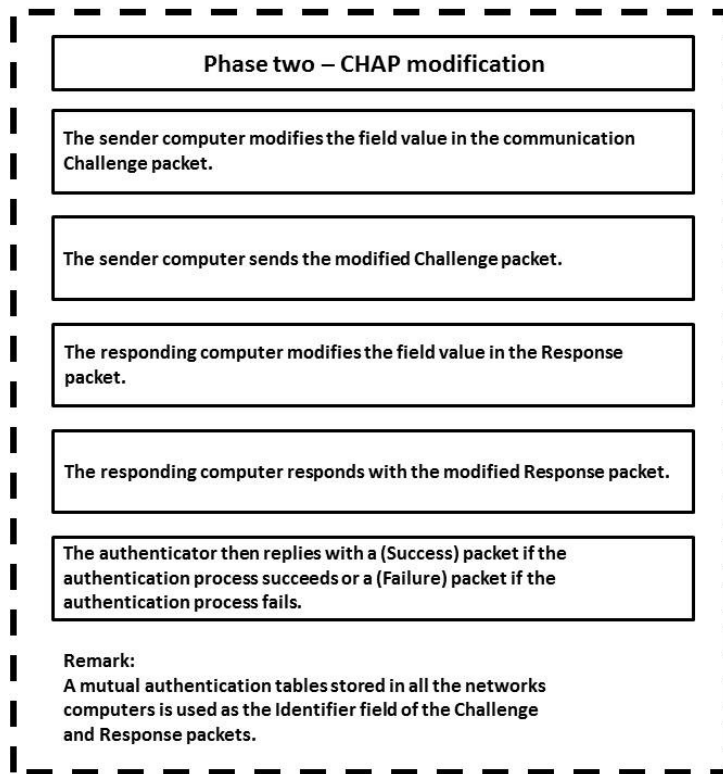 Phase two – CHAP modification
The sender computer modifies the field value in the communication
Challenge packet.
The sender computer sends the modified Challenge packet.
The responding computer modifies the field value in the Response
packet.
The responding computer responds with the modified Response packet.
The authenticator then replies with a (Success) packet if the
authentication process succeeds or a (Failure) packet if the
authentication process fails.
Remark:
A mutual authentication tables stored in all the networks
computers is used as the Identifier field of the Challenge
and Response packets.